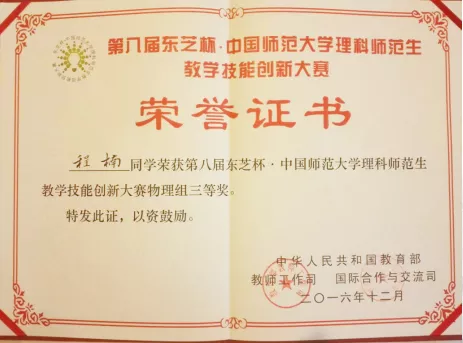 第八届东芝杯·中国师范大学理科师范生
教学技能创新大赛
荣誉证书
程楠同学荣获第八届东芝杯·中国师范大学理科师范生
教学技能创新大赛物理组三等奖。
特发此证，以资鼓励。
中华人民共和国教育部
教师工作司 国际合作与交流司
二〇一六年十二月